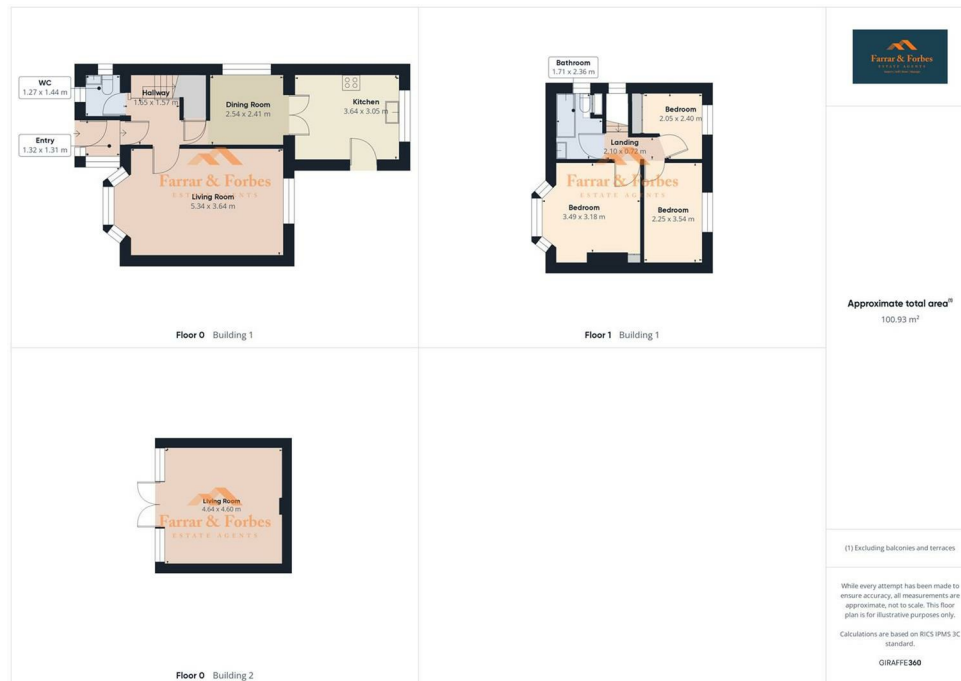 WC
1.27 x 1.44 m
Hallway
1.65 x 1.57 m
Dining Room
2.54 x 2.41 m
Kitchen
3.64 x 3.05 m
Entry
1.32 x 1.31 m
Farrar & Forbes
ESTATE AGENTS
Living Room
5.34 x 3.64 m
Floor 0 Building 1
Bathroom
1.71 x 2.36 m
Bedroom
2.05 x 2.40 m
Landing
2.10 x 0.72 m
Farrar & Forbes
ESTATE AGENTS
Bedroom
3.49 x 3.18 m
Bedroom
2.25 x 3.54 m
Floor 1 Building 1
Living Room
4.64 x 4.60 m
Farrar & Forbes
ESTATE AGENTS
Floor 0 Building 2
Farrar & Forbes
ESTATE AGENTS
Approximate total area(1)
100.93 m²
(1) Excluding balconies and terraces
While every attempt has been made to
ensure accuracy, all measurements are
approximate, not to scale. This floor
plan is for illustrative purposes only.
Calculations are based on RICS IPMS 3C
standard.
GIRAFFE360